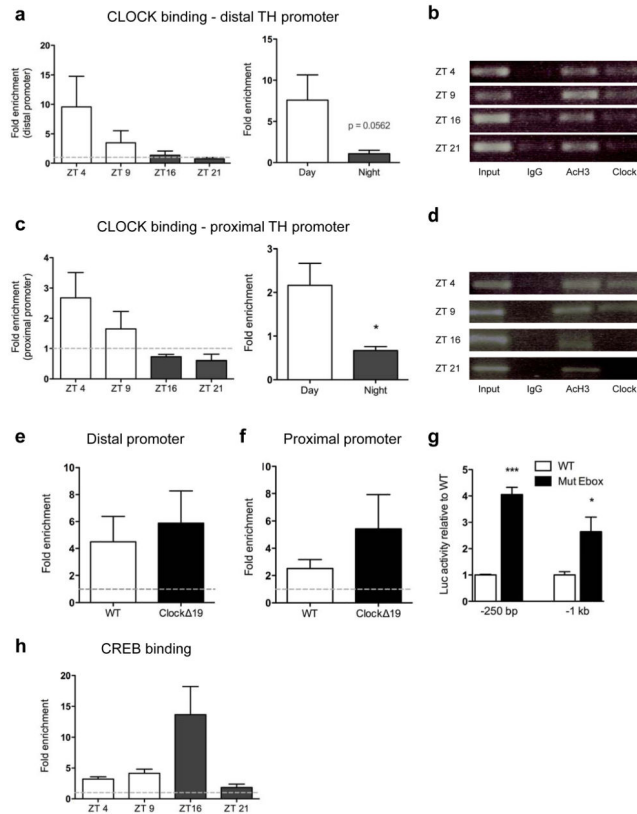 a
CLOCK binding - distal TH promoter
Fold enrichment
(distal promoter)
20
15
10
5
0
ZT 4 ZT 9 ZT16 ZT 21
Fold enrichment
15
10
5
0
p = 0.0562
Day Night
b
ZT 4
ZT 9
ZT 16
ZT 21
Input IgG AcH3 Clock
c
CLOCK binding - proximal TH promoter
Fold enrichment
(proximal promoter)
4
3
2
1
0
ZT 4 ZT 9 ZT16 ZT 21
Fold enrichment
3
2
1
0
*
Day Night
d
ZT 4
ZT 9
ZT 16
ZT 21
Input IgG AcH3 Clock
e
Distal promoter
Fold enrichment
10
8
6
4
2
0
WT ClockΔ19
f
Proximal promoter
Fold enrichment
10
8
6
4
2
0
WT ClockΔ19
g
WT
Mut Ebox
Luc activity relative to WT
6
5
4
3
2
1
0
***
*
-250 bp -1 kb
h
CREB binding
Fold enrichment
20
15
10
5
0
ZT 4 ZT 9 ZT16 ZT 21